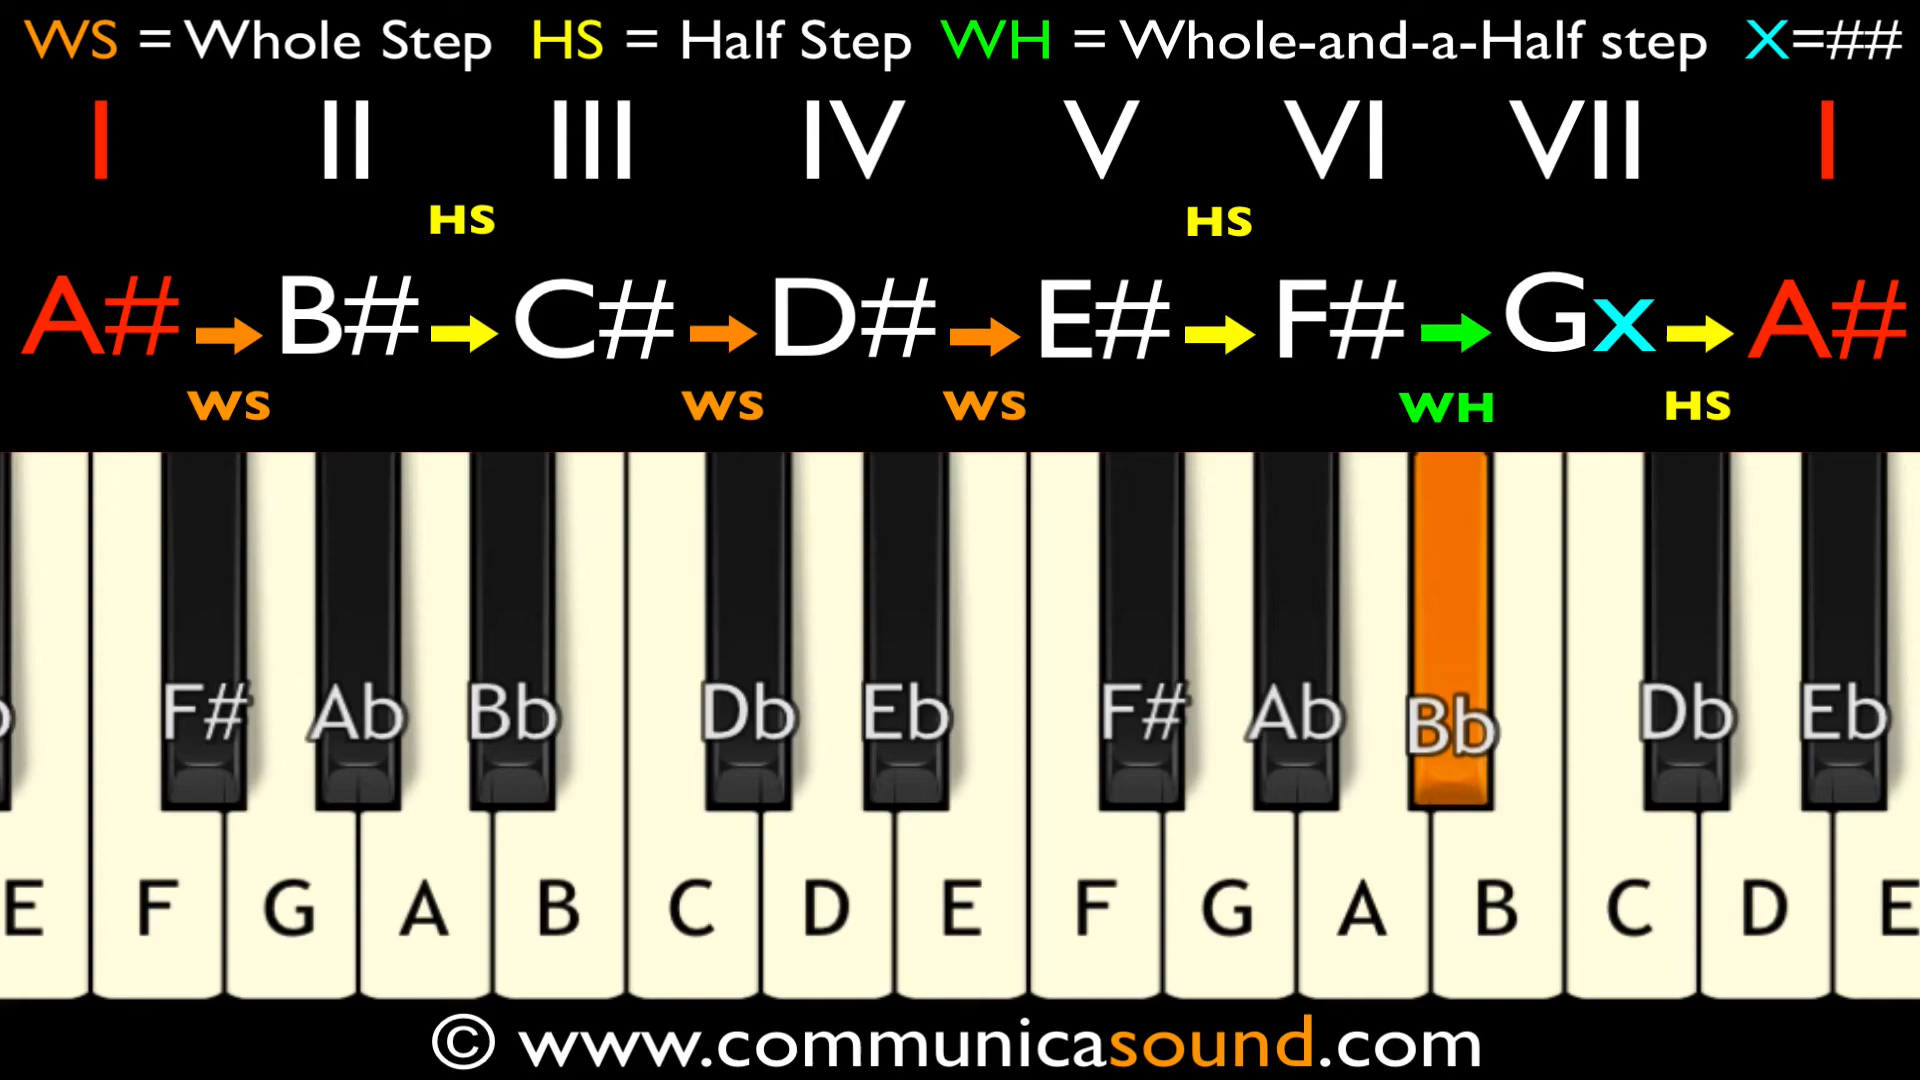 WS = Whole Step HS = Half Step WH = Whole-and-a-Half step X=##
I II III IV V VI VII I
HS HS
A# B# C# D# E# F# Gx A#
WS WS WS WH HS
F# Ab Bb Db Eb F# Ab Bb Db Eb
E F G A B C D E F G A B C D E
© www.communicasound.com